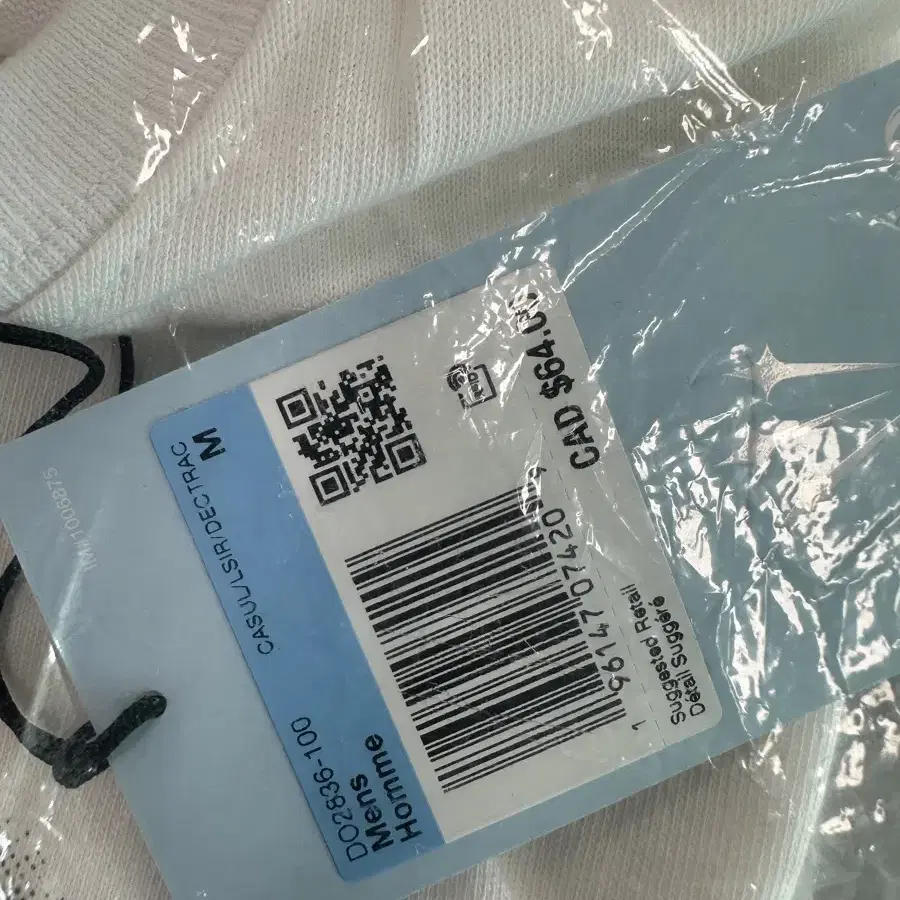 DO2836-100
Mens
Homme
CASUL/LSIR/DECTRAC
M
1 96147 07420
Suggested Retail
Détail Suggéré
CAD $64.00